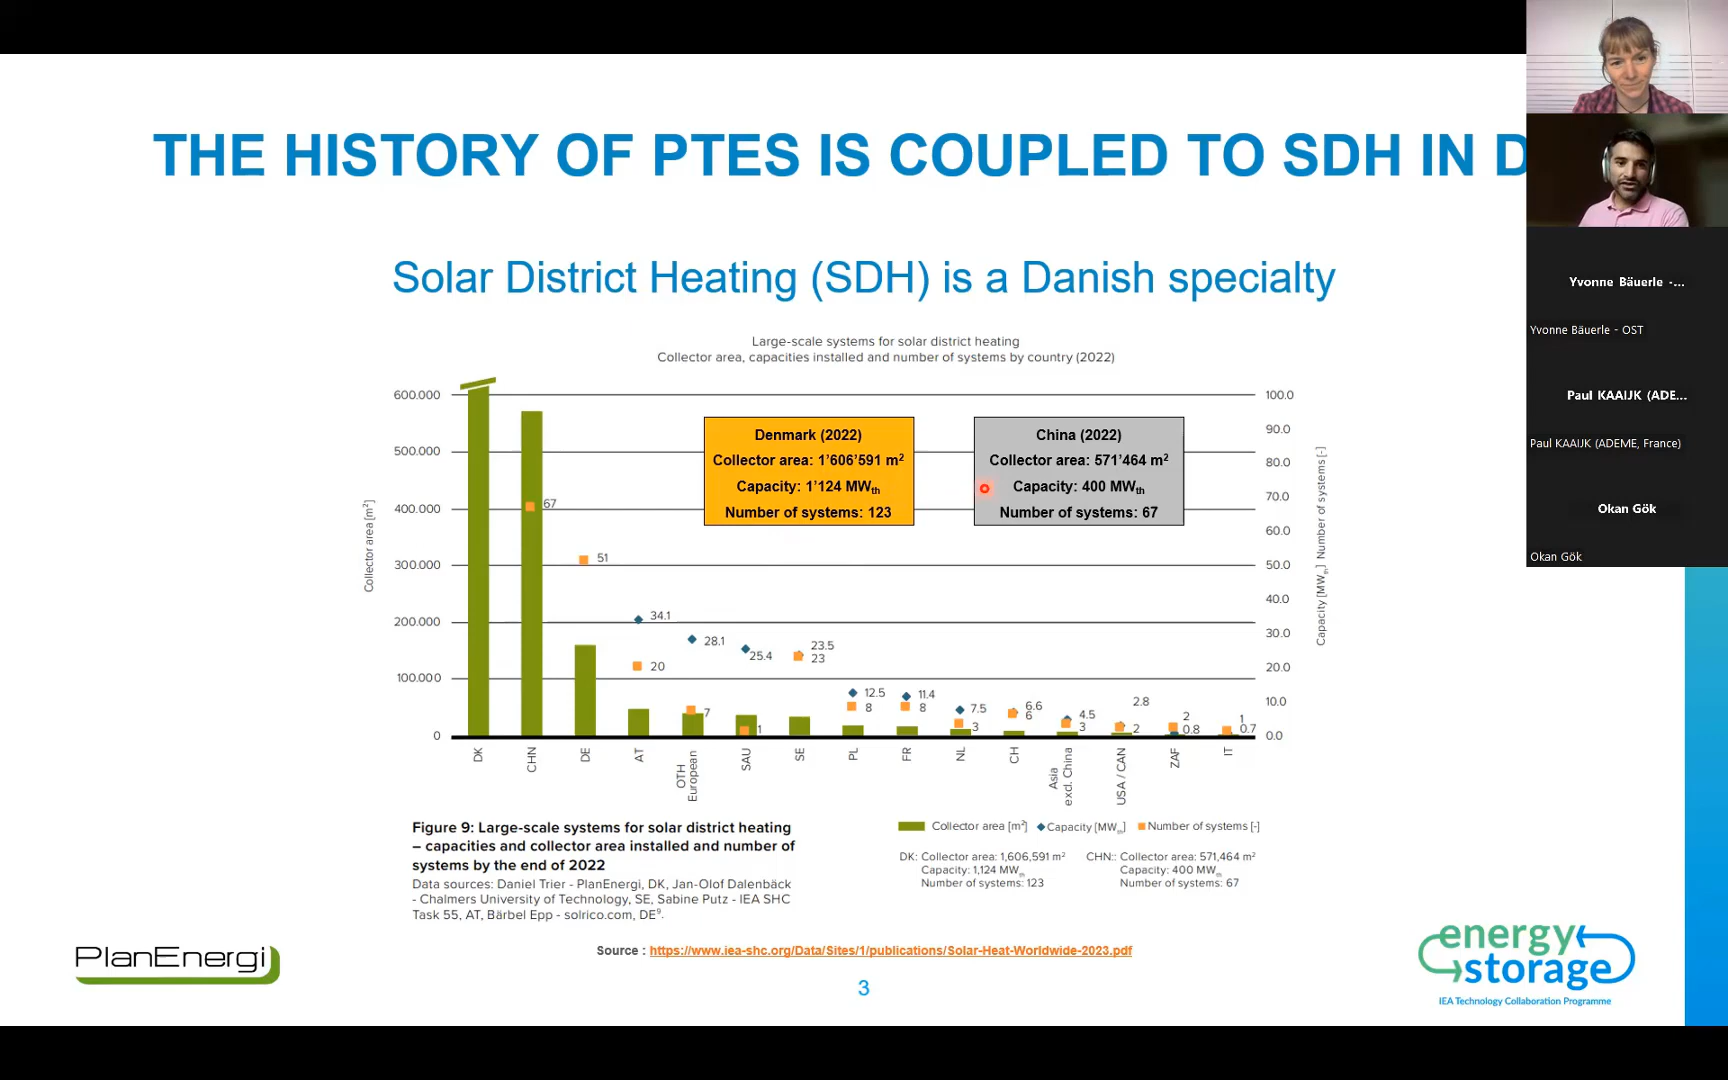 THE HISTORY OF PTES IS COUPLED TO SDH IN D
Solar District Heating (SDH) is a Danish specialty
Large-scale systems for solar district heating
Collector area, capacities installed and number of systems by country (2022)
Collector area [m²]
600.000
500.000
400.000
300.000
200.000
100.000
0
100.0
90.0
80.0
70.0
60.0
50.0
40.0
30.0
20.0
10.0
0.0
Capacity [MWth] Number of systems [-]
Denmark (2022)
Collector area: 1'606'591 m²
Capacity: 1'124 MWth
Number of systems: 123
China (2022)
Collector area: 571'464 m²
Capacity: 400 MWth
Number of systems: 67
67
51
34.1
20
28.1
7
25.4
1
23.5
23
12.5
8
11.4
8
7.5
3
6.6
6
4.5
3
2.8
2
2
0.8
1
0.7
DK
CHN
DE
AT
OTH European
SAU
SE
PL
FR
NL
CH
Asia excl. China
USA / CAN
ZAF
IT
Figure 9: Large-scale systems for solar district heating
– capacities and collector area installed and number of
systems by the end of 2022
Data sources: Daniel Trier - PlanEnergi, DK, Jan-Olof Dalenbäck
- Chalmers University of Technology, SE, Sabine Putz - IEA SHC
Task 55, AT, Bärbel Epp - solrico.com, DE⁹.
Collector area [m²] Capacity [MWth] Number of systems [-]
DK: Collector area: 1,606,591 m²
Capacity: 1,124 MWth
Number of systems: 123
CHN:: Collector area: 571,464 m²
Capacity: 400 MWth
Number of systems: 67
Source : https://www.iea-shc.org/Data/Sites/1/publications/Solar-Heat-Worldwide-2023.pdf
PlanEnergi
3
energy
storage
IEA Technology Collaboration Programme
Yvonne Bäuerle -...
Yvonne Bäuerle - OST
Paul KAAIJK (ADE...
Paul KAAIJK (ADEME, France)
Okan Gök
Okan Gök